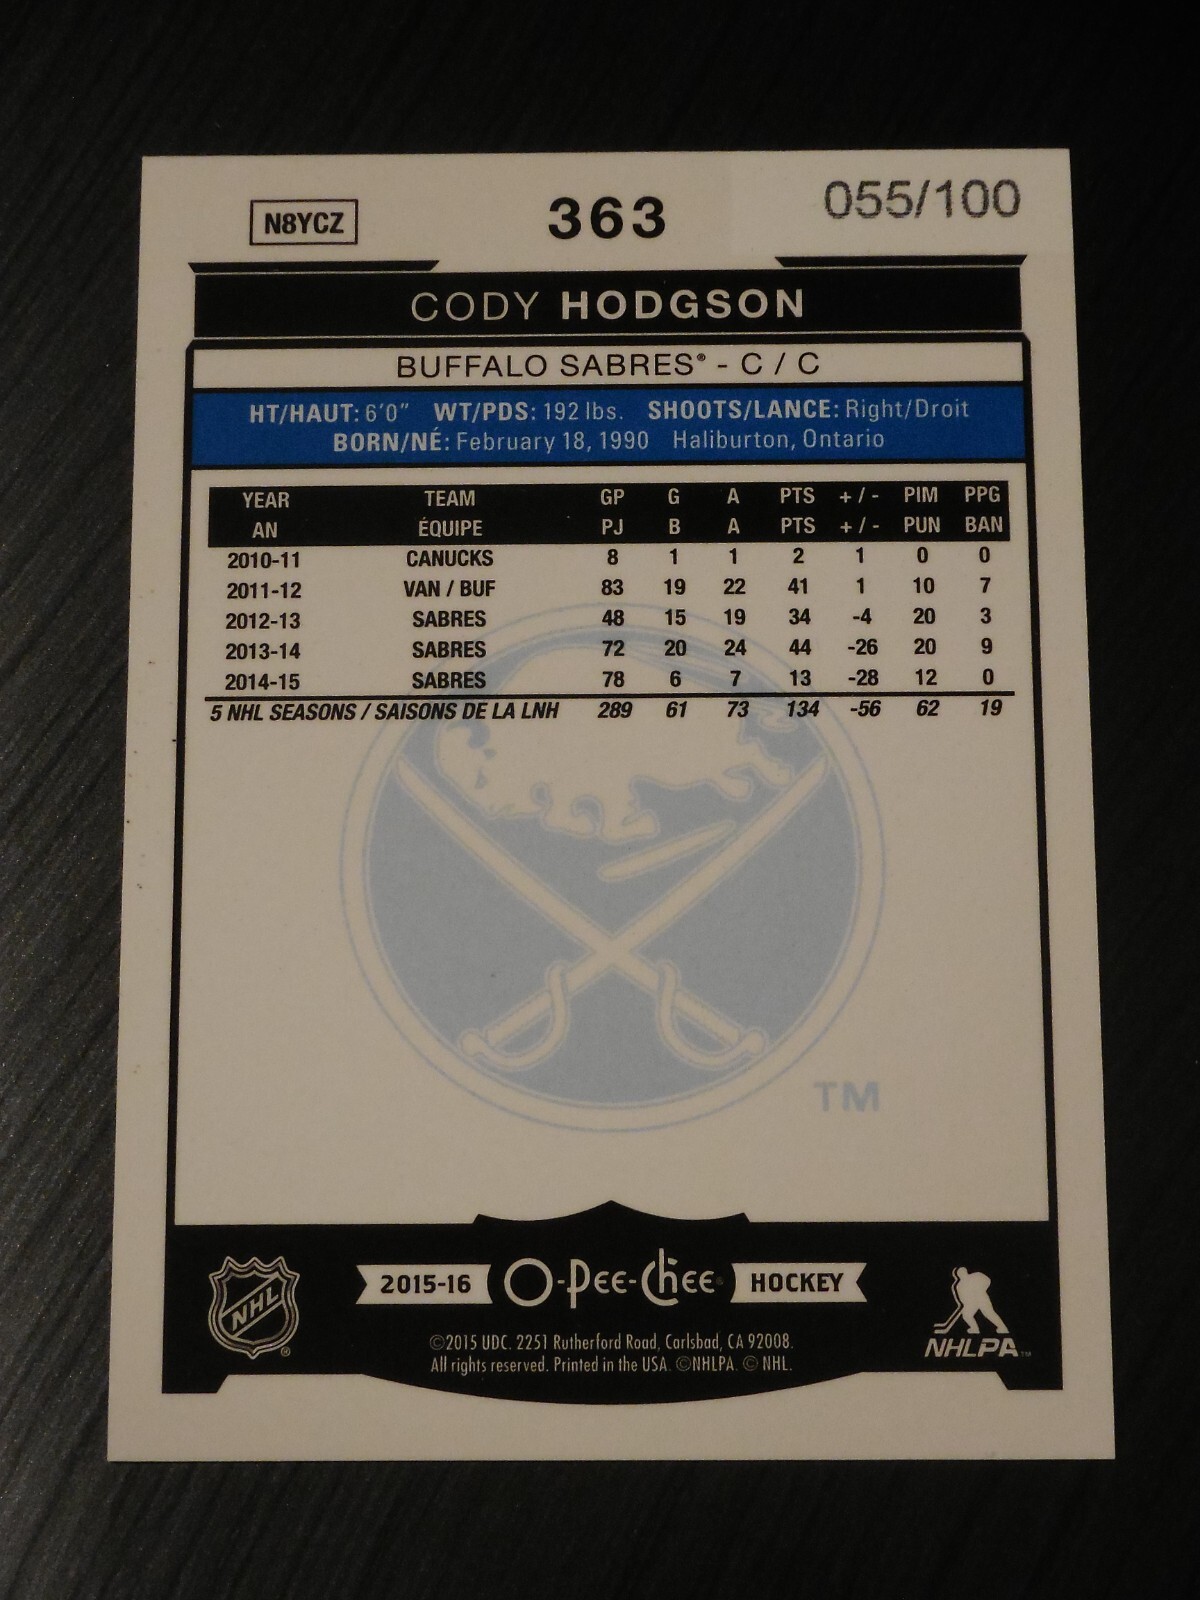 N8YCZ 363 055/100
CODY HODGSON
BUFFALO SABRES® - C / C
HT/HAUT: 6'0" WT/PDS: 192 lbs. SHOOTS/LANCE: Right/Droit
BORN/NÉ: February 18, 1990 Haliburton, Ontario
YEAR TEAM GP G A PTS + / - PIM PPG
AN ÉQUIPE PJ B A PTS + / - PUN BAN
2010-11 CANUCKS 8 1 1 2 1 0 0
2011-12 VAN / BUF 83 19 22 41 1 10 7
2012-13 SABRES 48 15 19 34 -4 20 3
2013-14 SABRES 72 20 24 44 -26 20 9
2014-15 SABRES 78 6 7 13 -28 12 0
5 NHL SEASONS / SAISONS DE LA LNH 289 61 73 134 -56 62 19
TM
NHL ®
2015-16 O-Pee-Chee® HOCKEY
NHLPA™
©2015 UDC. 2251 Rutherford Road, Carlsbad, CA 92008.
All rights reserved. Printed in the USA. ©NHLPA. © NHL.